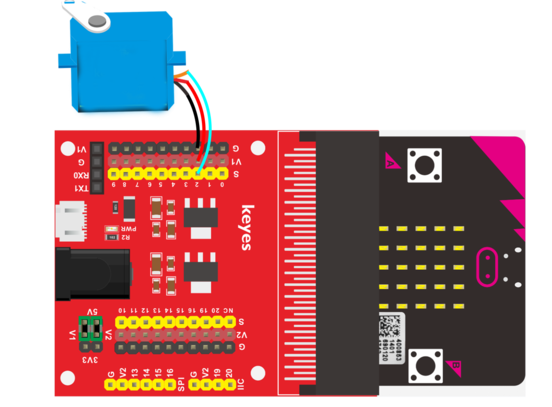 V1
G
RX0
TX1
G
V1
S
9 8 7 6 5 4 3 2 1 0
PWR
R2
keyes
A
5V
V1
V2
3V3
10 11 12 13 14 15 16 19 20 NC
S
V2
G
G V2 13 14 15 16 SPI G V2 19 20 IIC
B